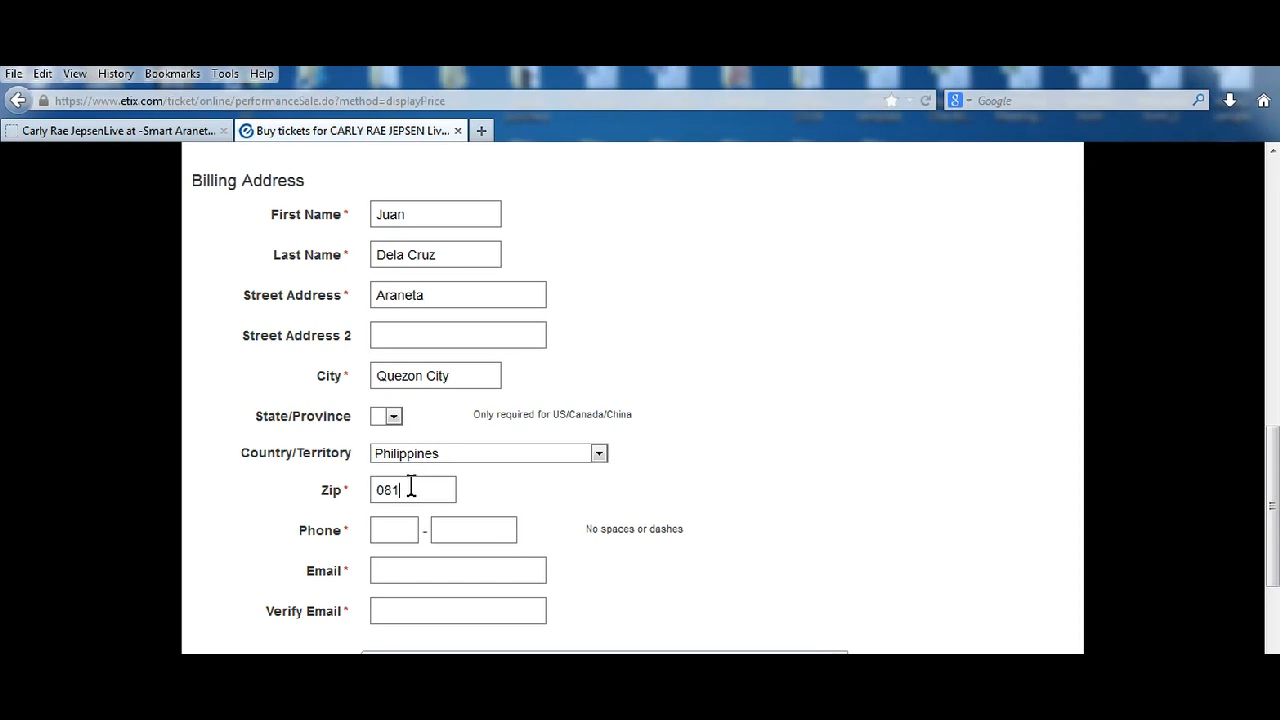 File Edit View History Bookmarks Tools Help
https://www.etix.com/ticket/online/performanceSale.do?method=displayPrice
Google
Carly Rae JepsenLive at -Smart Aranet...
Buy tickets for CARLY RAE JEPSEN Liv...
Billing Address
First Name * Juan
Last Name * Dela Cruz
Street Address * Araneta
Street Address 2
City * Quezon City
State/Province Only required for US/Canada/China
Country/Territory Philippines
Zip * 081
Phone * - No spaces or dashes
Email *
Verify Email *